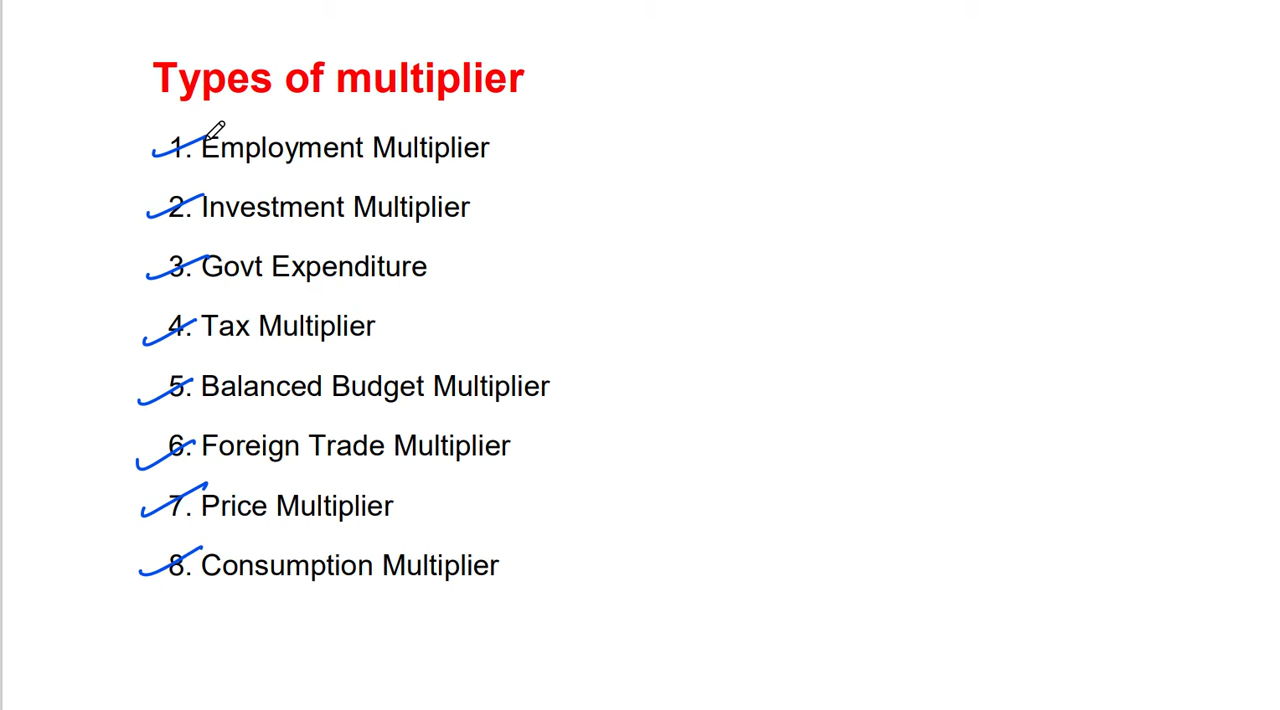 Types of multiplier
1. Employment Multiplier
2. Investment Multiplier
3. Govt Expenditure
4. Tax Multiplier
5. Balanced Budget Multiplier
6. Foreign Trade Multiplier
7. Price Multiplier
8. Consumption Multiplier